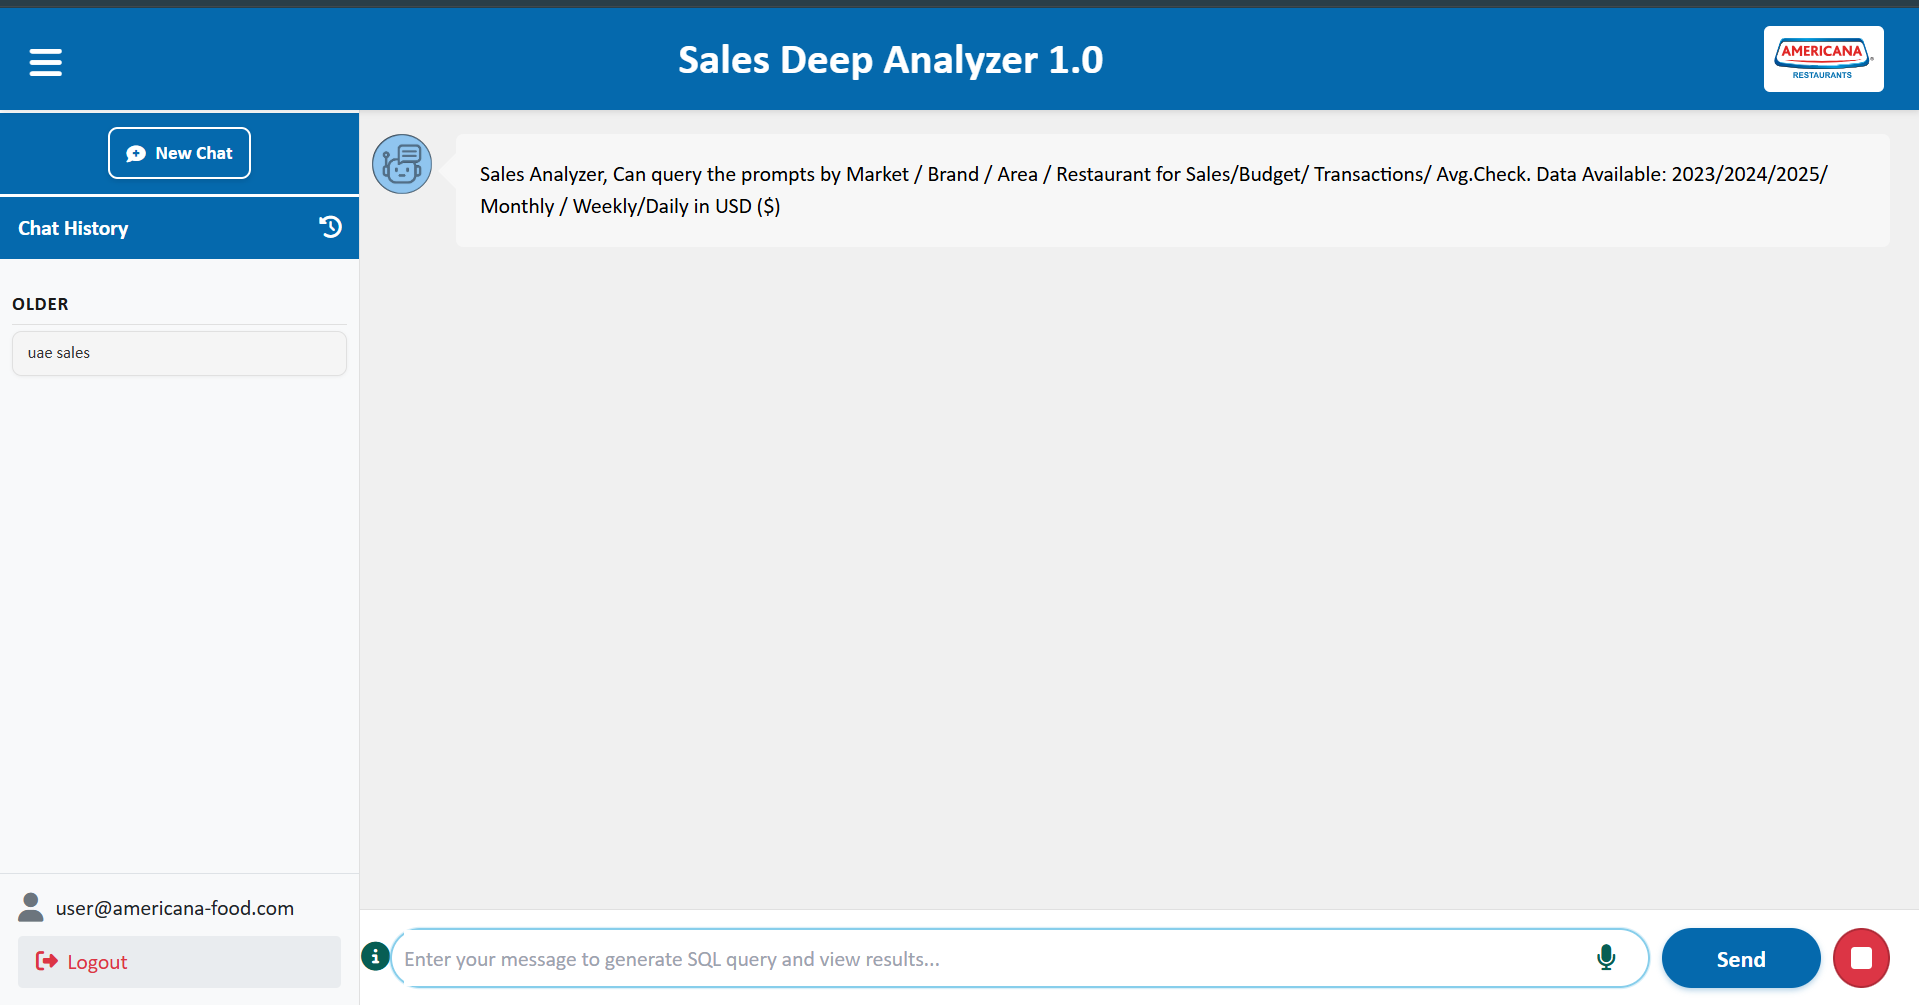 Sales Deep Analyzer 1.0
AMERICANA
RESTAURANTS
New Chat
Chat History
OLDER
uae sales
user@americana-food.com
Logout
Sales Analyzer, Can query the prompts by Market / Brand / Area / Restaurant for Sales/Budget/ Transactions/ Avg.Check. Data Available: 2023/2024/2025/
Monthly / Weekly/Daily in USD ($)
Enter your message to generate SQL query and view results...
Send